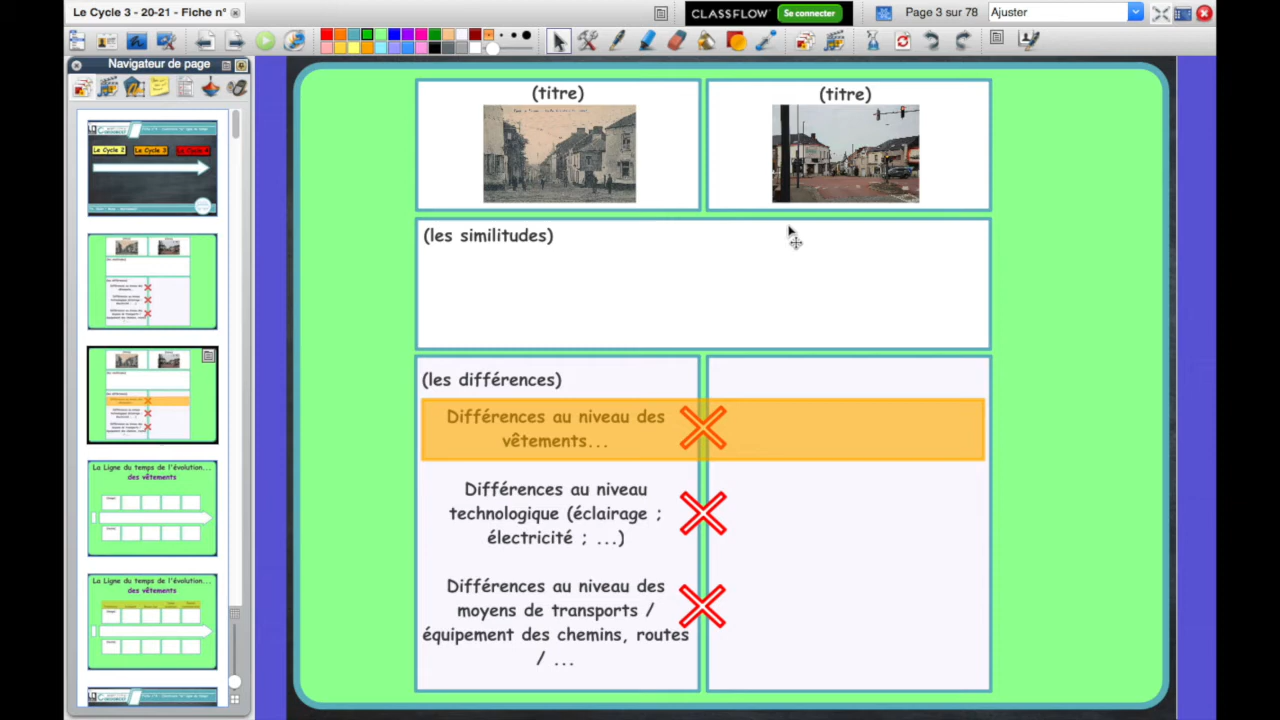 Le Cycle 3 - 20-21 - Fiche n°
CLASSFLOW
Se connecter
Page 3 sur 78
Ajuster
Navigateur de page
Le Cycle 2
Le Cycle 3
Le Cycle 4
La Ligne du temps de l'évolution...
des vêtements
La Ligne du temps de l'évolution...
des vêtements
(titre)
(titre)
(les similitudes)
(les différences)
Différences au niveau des
vêtements...
Différences au niveau
technologique (éclairage ;
électricité ; ...)
Différences au niveau des
moyens de transports /
équipement des chemins, routes
/ ...